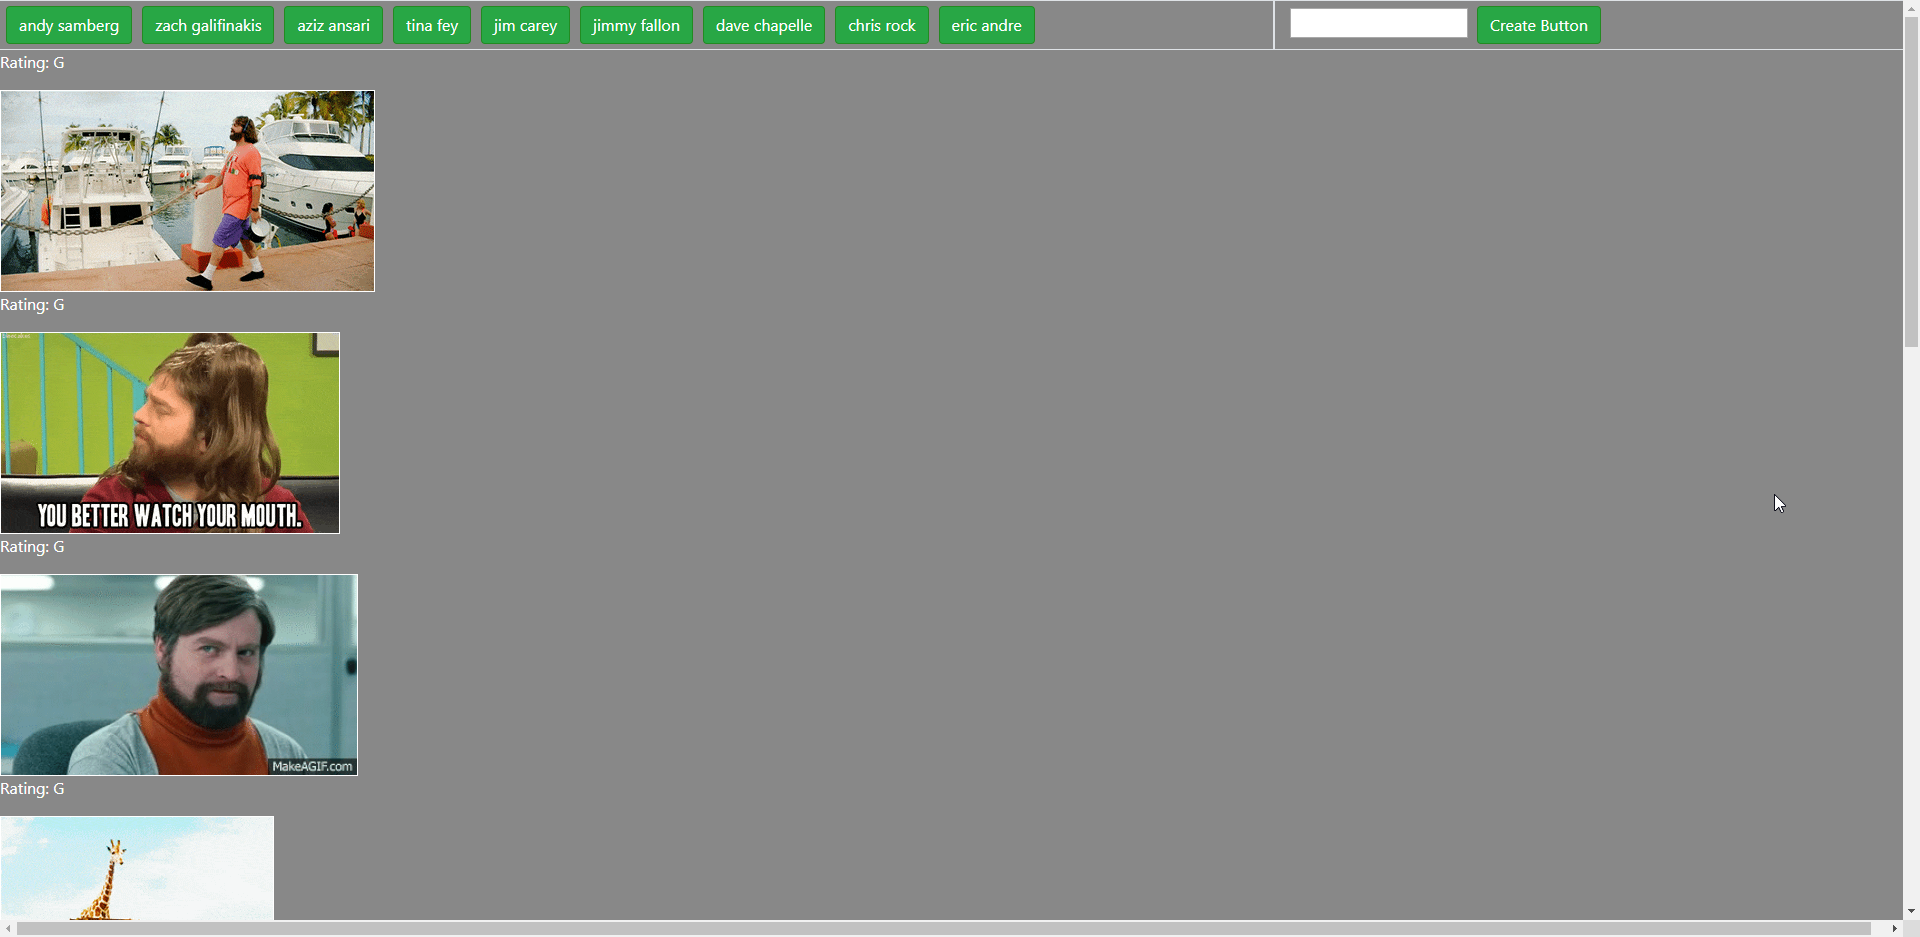 andy samberg zach galifinakis aziz ansari tina fey jim carey jimmy fallon dave chapelle chris rock eric andre Create Button
Rating: G
Rating: G
YOU BETTER WATCH YOUR MOUTH.
Rating: G
MakeAGIF.com
Rating: G